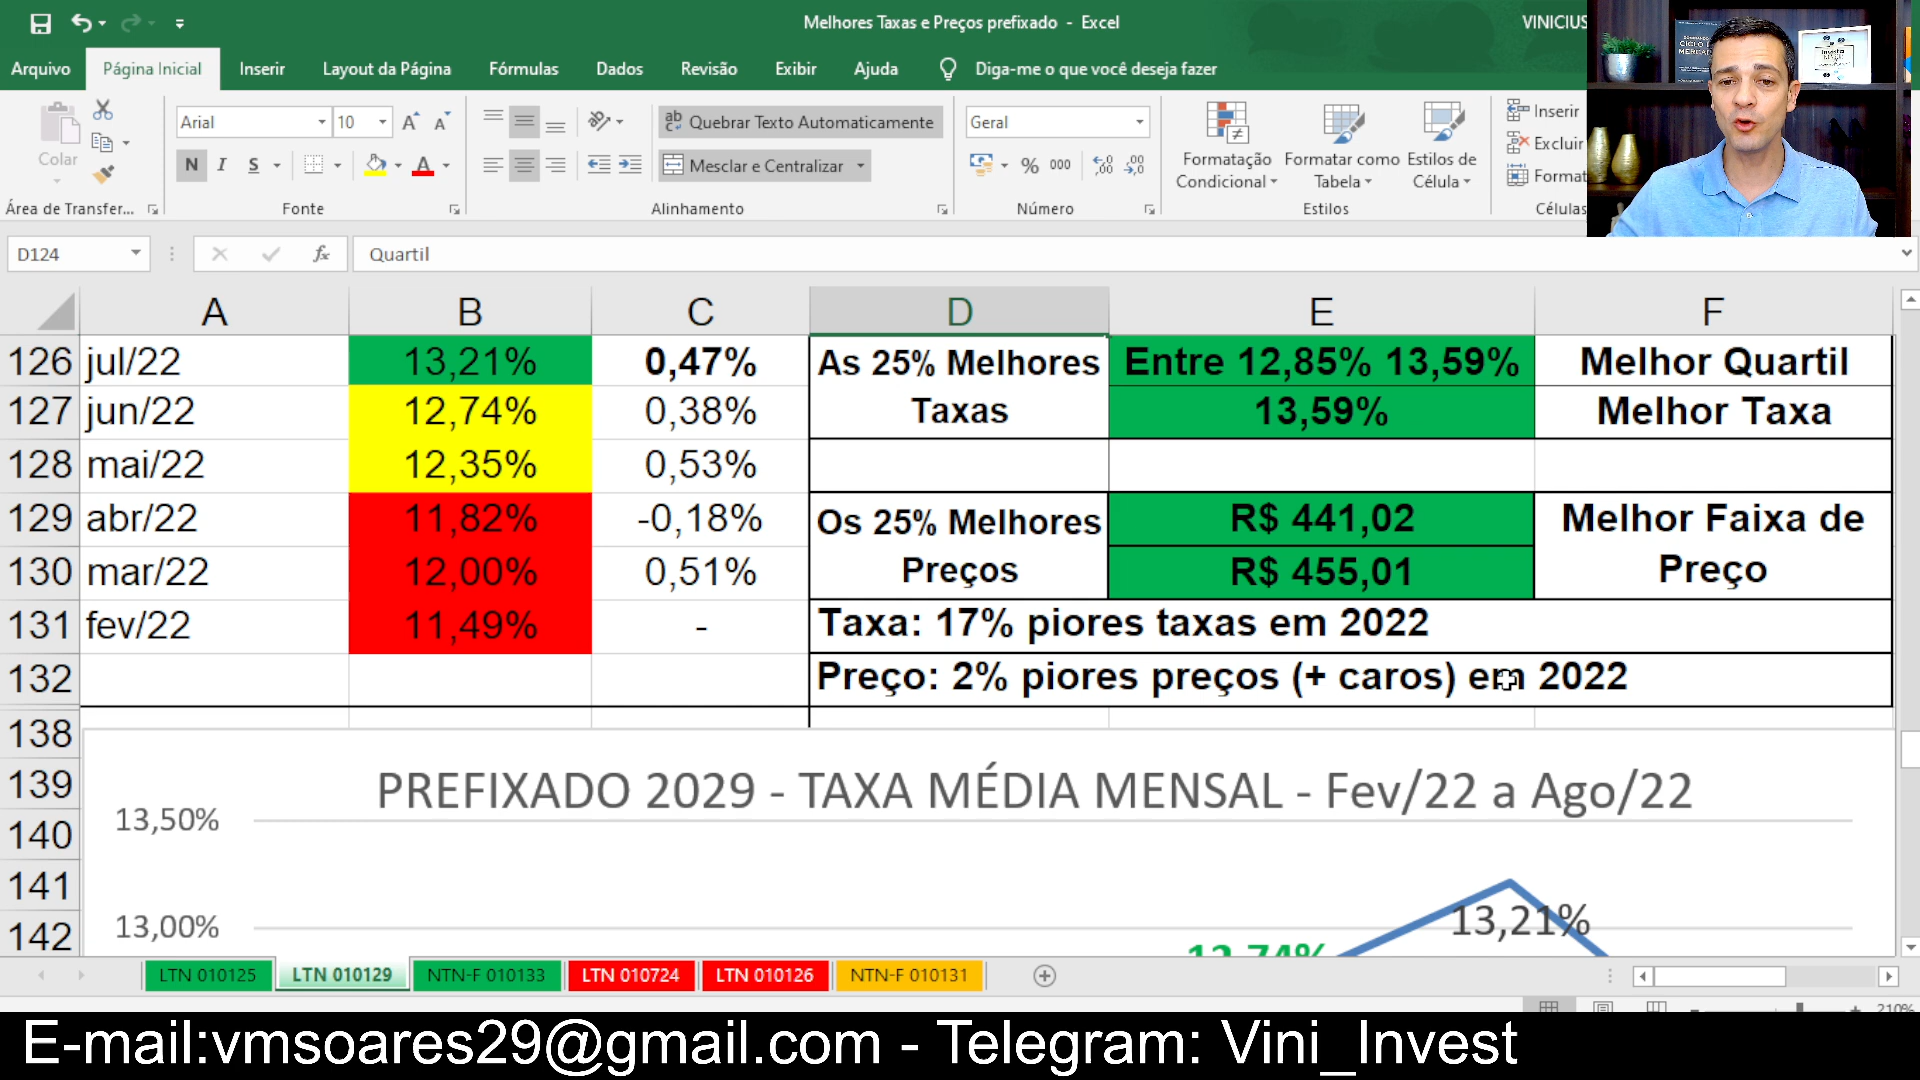 Melhores Taxas e Preços prefixado - Excel
VINICIUS
Arquivo Página Inicial Inserir Layout da Página Fórmulas Dados Revisão Exibir Ajuda Diga-me o que você deseja fazer
Colar
Área de Transfer...
Arial 10
N I S
Fonte
Quebrar Texto Automaticamente
Mesclar e Centralizar
Alinhamento
Geral
% 000
Número
Formatação Condicional
Formatar como Tabela
Estilos de Célula
Estilos
Inserir
Excluir
Format
Células
D124 fx Quartil
A B C D E F
126 jul/22 13,21% 0,47% As 25% Melhores Entre 12,85% 13,59% Melhor Quartil
127 jun/22 12,74% 0,38% Taxas 13,59% Melhor Taxa
128 mai/22 12,35% 0,53%
129 abr/22 11,82% -0,18% Os 25% Melhores R$ 441,02 Melhor Faixa de
130 mar/22 12,00% 0,51% Preços R$ 455,01 Preço
131 fev/22 11,49% - Taxa: 17% piores taxas em 2022
132 Preço: 2% piores preços (+ caros) em 2022
138
139 PREFIXADO 2029 - TAXA MÉDIA MENSAL - Fev/22 a Ago/22
13,50%
140
141
142 13,00% 12,74% 13,21%
LTN 010125 LTN 010129 NTN-F 010133 LTN 010724 LTN 010126 NTN-F 010131
210%
E-mail:vmsoares29@gmail.com - Telegram: Vini_Invest